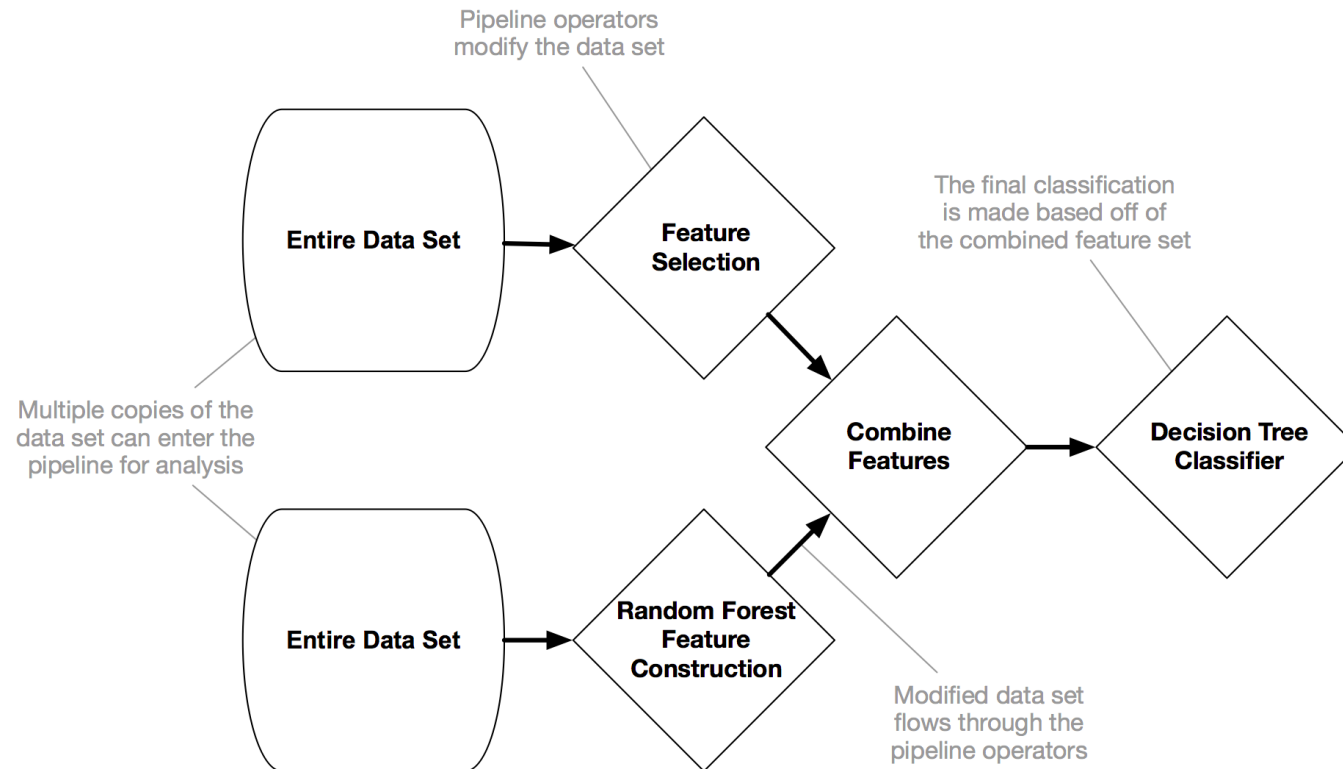 Pipeline operators
modify the data set
Entire Data Set
Feature
Selection
The final classification
is made based off of
the combined feature set
Multiple copies of the
data set can enter the
pipeline for analysis
Combine
Features
Decision Tree
Classifier
Entire Data Set
Random Forest
Feature
Construction
Modified data set
flows through the
pipeline operators